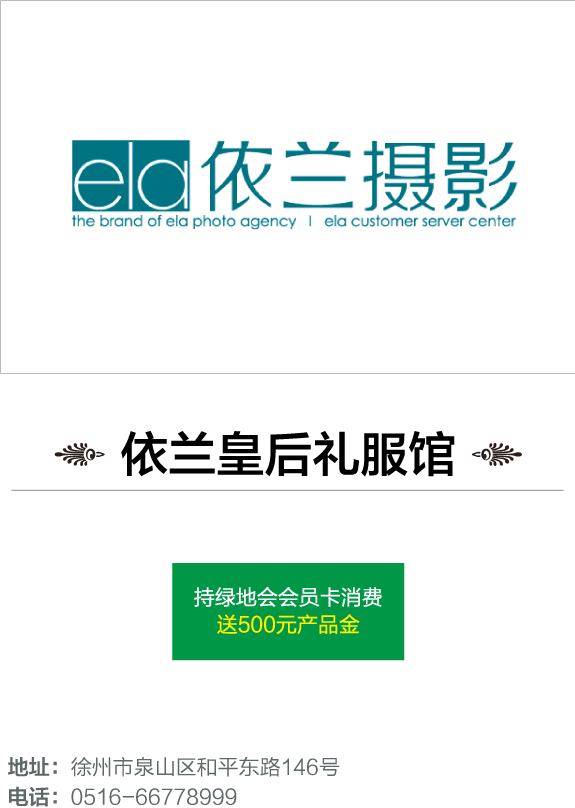 ela依兰摄影
the brand of ela photo agency | ela customer server center
依兰皇后礼服馆
持绿地会会员卡消费
送500元产品金
地址：徐州市泉山区和平东路146号
电话：0516-66778999